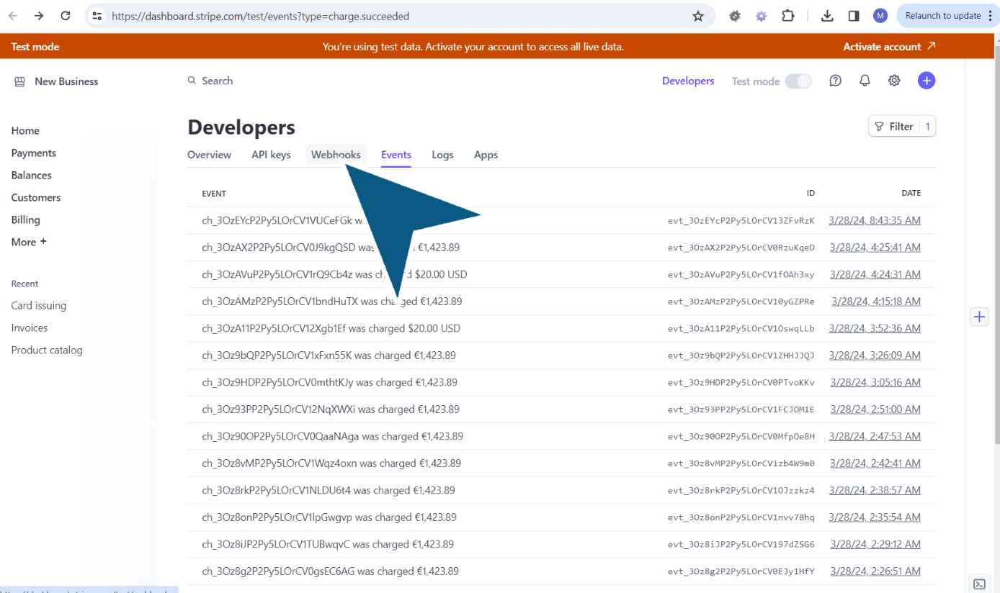 https://dashboard.stripe.com/test/events?type=charge.succeeded
M
Relaunch to update
Test mode
You're using test data. Activate your account to access all live data.
Activate account
New Business
Search
Developers
Test mode
Developers
Filter 1
Home
Payments
Balances
Customers
Billing
More +
Recent
Card issuing
Invoices
Product catalog
Overview API keys Webhooks Events Logs Apps
EVENT ID DATE
ch_3OzEYcP2Py5LOrCV1VUCeFGk evt_3OzEYcP2Py5LOrCV13ZFvRzK 3/28/24, 8:43:35 AM
ch_3OzAX2P2Py5LOrCV0J9kgQSD was €1,423.89 evt_3OzAX2P2Py5LOrCV0RzuKqeD 3/28/24, 4:25:41 AM
ch_3OzAVuP2Py5LOrCV1rQ9Cb4z was $20.00 USD evt_3OzAVuP2Py5LOrCV1fOAh3xy 3/28/24, 4:24:31 AM
ch_3OzAMzP2Py5LOrCV1bndHuTX was charged €1,423.89 evt_3OzAMzP2Py5LOrCV10yGZPRe 3/28/24, 4:15:18 AM
ch_3OzA11P2Py5LOrCV12Xgb1Ef was charged $20.00 USD evt_3OzA11P2Py5LOrCV1OswqLLb 3/28/24, 3:52:36 AM
ch_3Oz9bQP2Py5LOrCV1xFxn55K was charged €1,423.89 evt_3Oz9bQP2Py5LOrCV1ZHHJJQJ 3/28/24, 3:26:09 AM
ch_3Oz9HDP2Py5LOrCV0mthtKJy was charged €1,423.89 evt_3Oz9HDP2Py5LOrCV0PTvoKKv 3/28/24, 3:05:16 AM
ch_3Oz93PP2Py5LOrCV12NqXWXi was charged €1,423.89 evt_3Oz93PP2Py5LOrCV1FCJOM1E 3/28/24, 2:51:00 AM
ch_3Oz90OP2Py5LOrCV0QaaNAga was charged €1,423.89 evt_3Oz90OP2Py5LOrCV0MfpOe8H 3/28/24, 2:47:53 AM
ch_3Oz8vMP2Py5LOrCV1Wqz4oxn was charged €1,423.89 evt_3Oz8vMP2Py5LOrCV1zb4W9m0 3/28/24, 2:42:41 AM
ch_3Oz8rkP2Py5LOrCV1NLDU6t4 was charged €1,423.89 evt_3Oz8rkP2Py5LOrCV1OJzzkz4 3/28/24, 2:38:57 AM
ch_3Oz8onP2Py5LOrCV1lpGwgvp was charged €1,423.89 evt_3Oz8onP2Py5LOrCV1nvv78hq 3/28/24, 2:35:54 AM
ch_3Oz8iJP2Py5LOrCV1TUBwqvC was charged €1,423.89 evt_3Oz8iJP2Py5LOrCV197dZSG6 3/28/24, 2:29:12 AM
ch_3Oz8g2P2Py5LOrCV0gsEC6AG was charged €1,423.89 evt_3Oz8g2P2Py5LOrCV0EJy1HfY 3/28/24, 2:26:51 AM